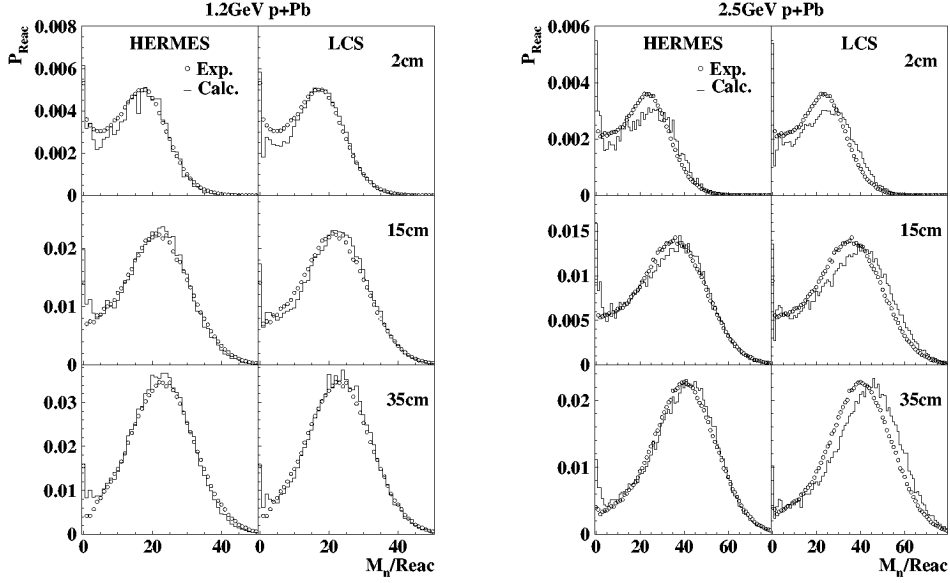 1.2GeV p+Pb
P_Reac
0.008
0.006
0.004
0.002
0
HERMES
Exp.
Calc.
LCS
2cm
0.02
0.01
0
15cm
0.03
0.02
0.01
0
35cm
0 20 40 0 20 40
M_n/Reac
2.5GeV p+Pb
P_Reac
0.006
0.004
0.002
0
HERMES
Exp.
Calc.
LCS
2cm
0.015
0.01
0.005
0
15cm
0.02
0.01
0
35cm
0 20 40 60 0 20 40 60
M_n/Reac